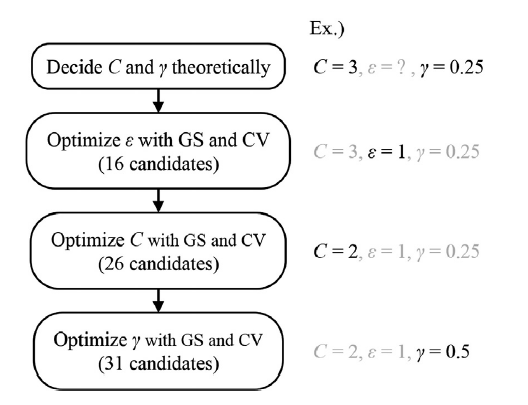 Ex.)
Decide C and γ theoretically
C = 3, ε = ? , γ = 0.25
Optimize ε with GS and CV
(16 candidates)
C = 3, ε = 1, γ = 0.25
Optimize C with GS and CV
(26 candidates)
C = 2, ε = 1, γ = 0.25
Optimize γ with GS and CV
(31 candidates)
C = 2, ε = 1, γ = 0.5